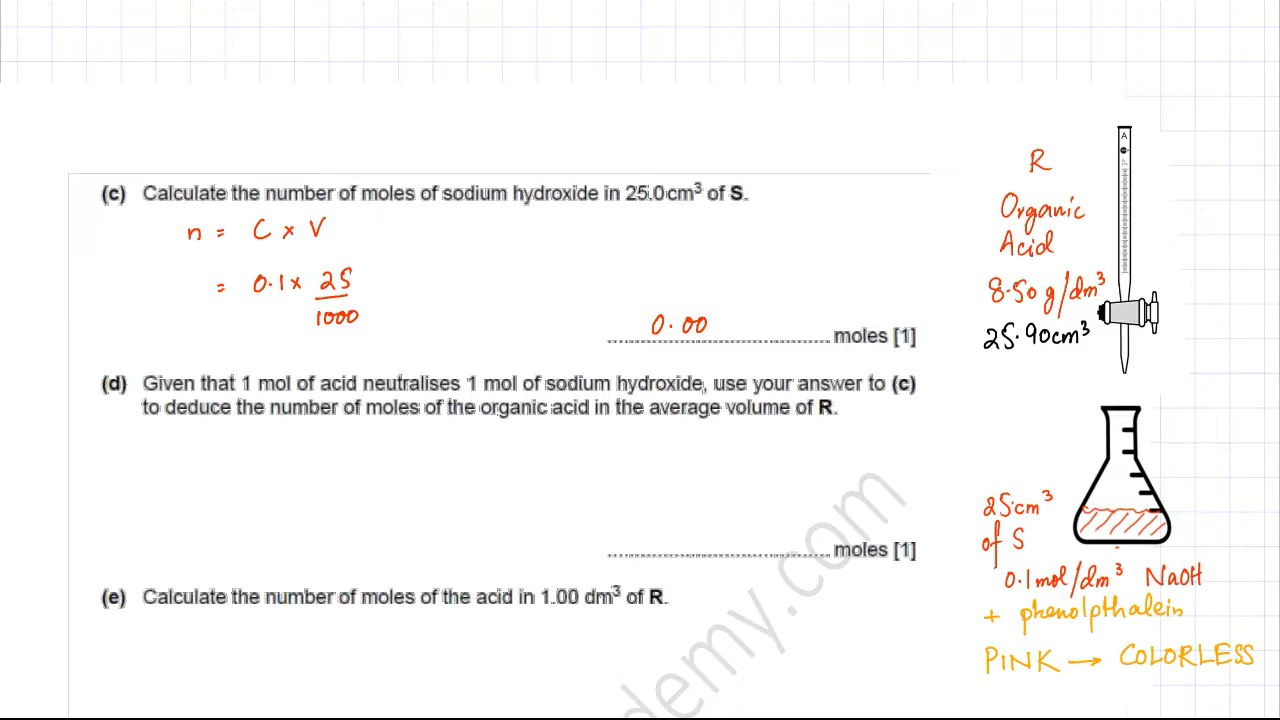 (c) Calculate the number of moles of sodium hydroxide in 25.0 cm³ of S.
n = C × V
= 0.1 × 25
1000
0.00
moles [1]
(d) Given that 1 mol of acid neutralises 1 mol of sodium hydroxide, use your answer to (c)
to deduce the number of moles of the organic acid in the average volume of R.
moles [1]
(e) Calculate the number of moles of the acid in 1.00 dm³ of R.
demy.com
A
R
Organic
Acid
8.50 g/dm³
25.90cm³
25cm³
of S
0.1mol/dm³ NaOH
+ phenolpthalein
PINK → COLORLESS